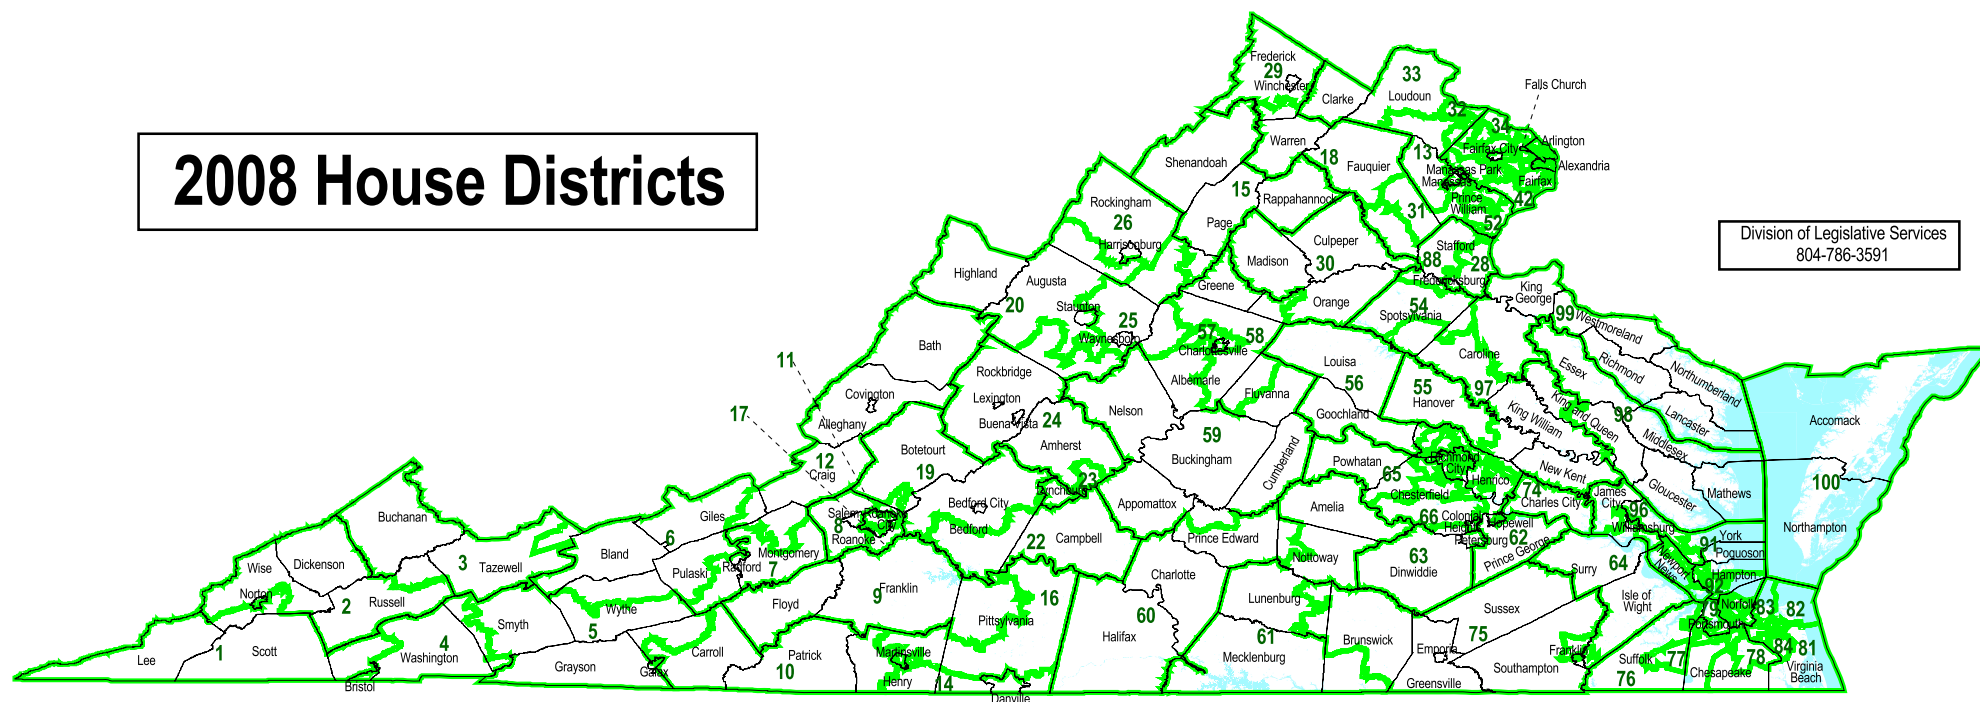 2008 House Districts
Division of Legislative Services
804-786-3591
Frederick
29
Winchester
Clarke
33
Loudoun
32
Falls Church
34
Arlington
Fairfax City
Alexandria
Fairfax
42
Warren
Shenandoah
18
Fauquier
13
Manassas Park
Manassas
Prince
William
52
31
15
Rappahannock
Page
Rockingham
26
Harrisonburg
Culpeper
30
Madison
Stafford
88
28
Fredericksburg
Highland
Augusta
20
Staunton
25
Waynesboro
Greene
Orange
54
Spotsylvania
King
George
99
Westmoreland
57
58
Charlottesville
Albemarle
Louisa
56
Caroline
97
Essex
Richmond
Northumberland
Bath
Rockbridge
Lexington
Buena Vista
24
Amherst
Nelson
Fluvanna
Goochland
55
Hanover
King William
King and Queen
98
Lancaster
Middlesex
Accomack
11
17
Covington
Alleghany
Botetourt
19
12
Craig
59
Buckingham
Cumberland
Powhatan
65
Richmond
City
Henrico
Chesterfield
New Kent
Gloucester
Mathews
100
Northampton
Buchanan
Giles
6
Salem
Roanoke
City
8
Roanoke
Bedford City
Bedford
Lynchburg
23
Appomattox
Amelia
66
Colonial
Heights
Hopewell
Petersburg
62
74
Charles City
James
City
96
Williamsburg
91
York
Poquoson
Wise
Dickenson
Norton
3
Tazewell
Bland
Pulaski
Radford
Montgomery
7
22
Campbell
Prince Edward
Nottoway
63
Dinwiddie
Prince George
Surry
64
Newport
News
Hampton
92
2
Russell
Wythe
5
Floyd
9
Franklin
Pittsylvania
16
Charlotte
60
Halifax
Lunenburg
61
Mecklenburg
Brunswick
Sussex
75
Isle of
Wight
79
Norfolk
83
82
Portsmouth
Lee
1
Scott
4
Washington
Bristol
Smyth
Grayson
Galax
Carroll
10
Patrick
Martinsville
Henry
14
Danville
Emporia
Greensville
Southampton
Franklin
Suffolk
76
77
Chesapeake
78
84
81
Virginia
Beach